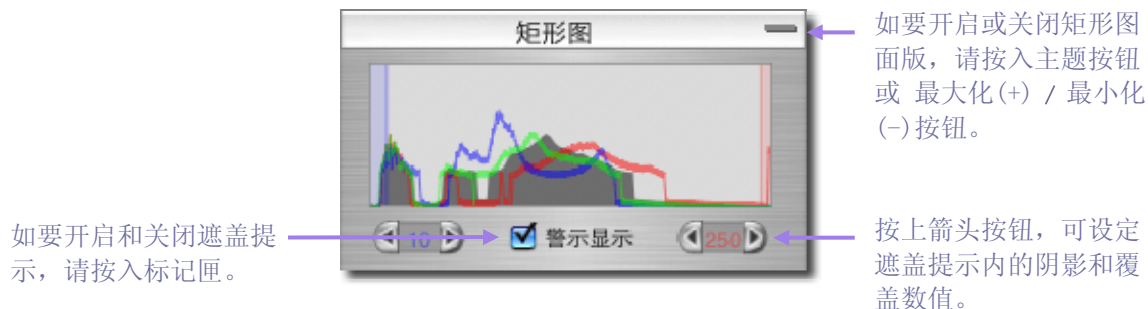 矩形图
如要开启或关闭矩形图
面版，请按入主题按钮
或 最大化(+) / 最小化
(-)按钮。
10
警示显示
250
如要开启和关闭遮盖提
示，请按入标记匣。
按上箭头按钮，可设定
遮盖提示内的阴影和覆
盖数值。